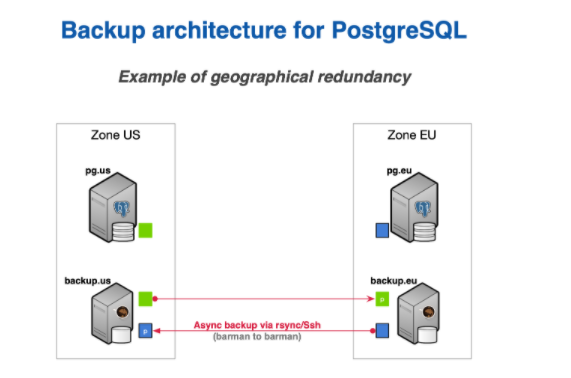 Backup architecture for PostgreSQL
Example of geographical redundancy
Zone US
Zone EU
pg.us
pg.eu
backup.us
backup.eu
p
Async backup via rsync/Ssh
p
(barman to barman)